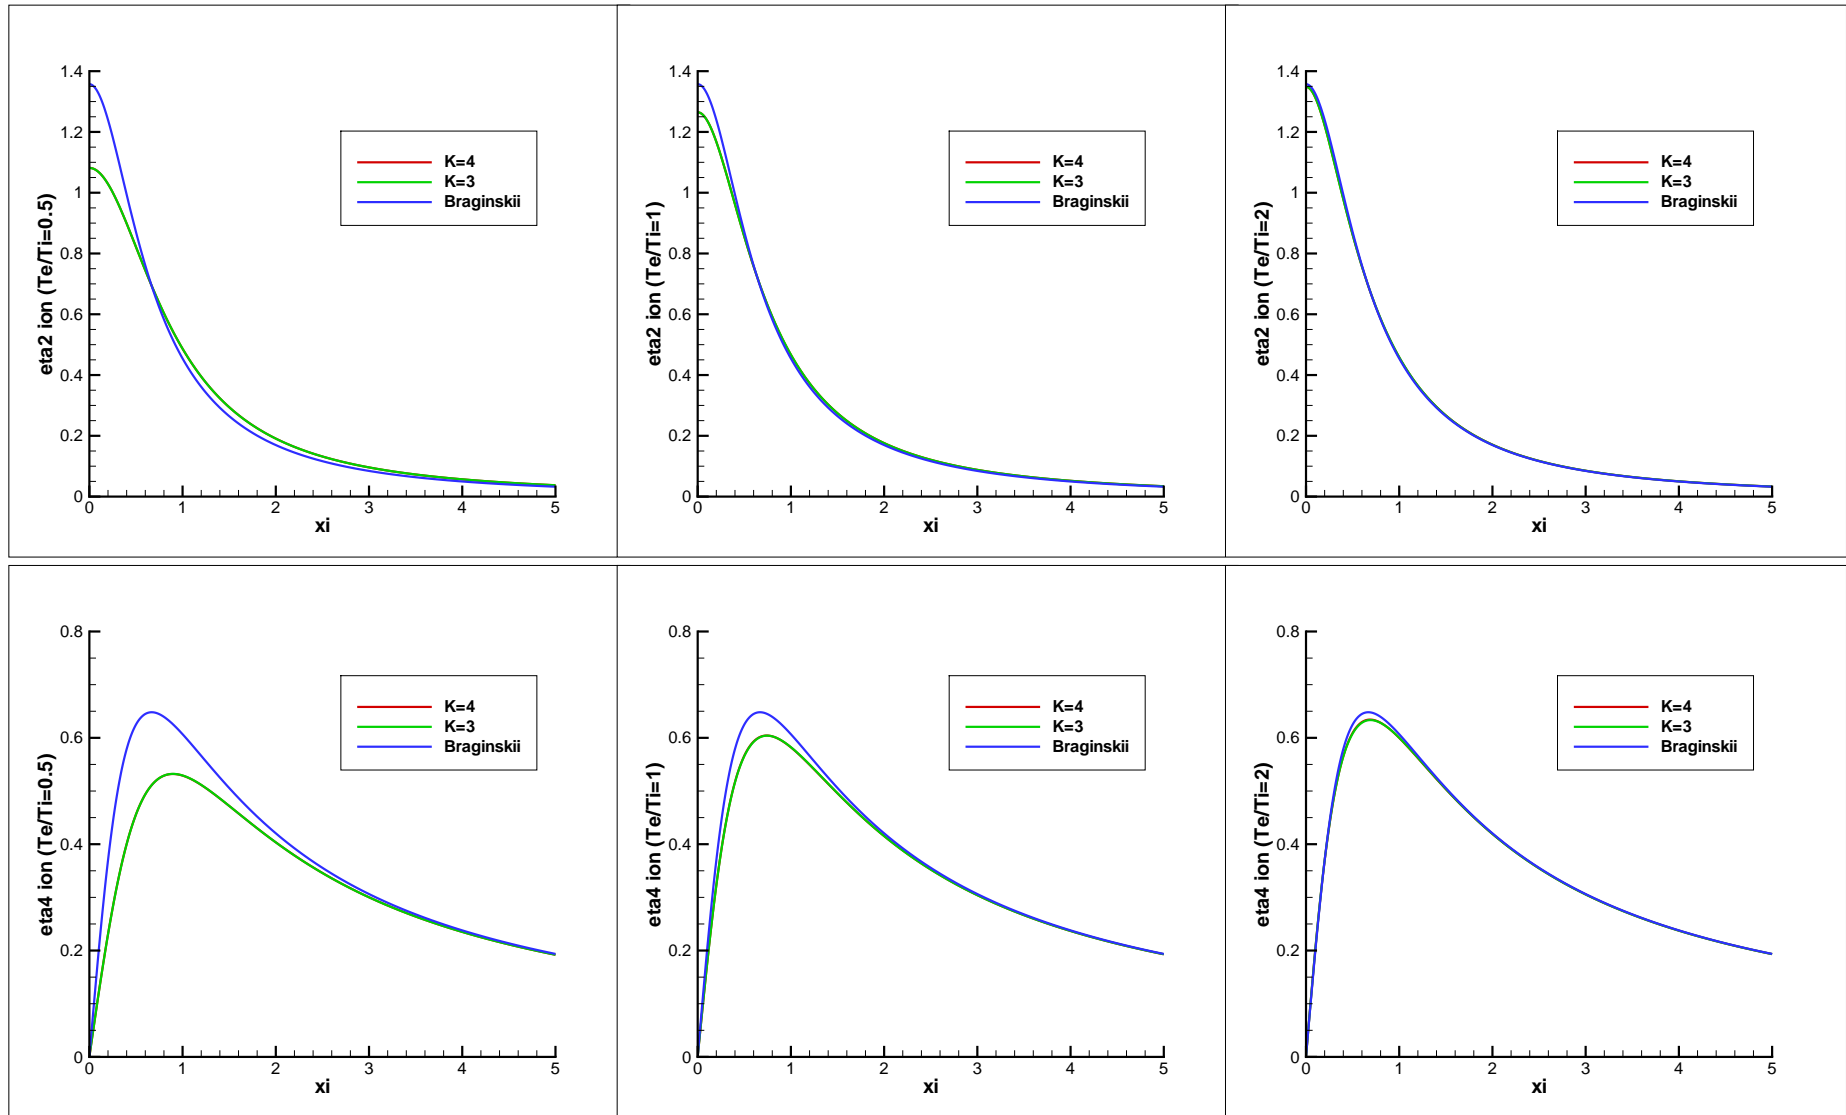 eta2 ion (Te/Ti=0.5)
1.4
1.2
1
0.8
0.6
0.4
0.2
0
0 1 2 3 4 5
xi
K=4
K=3
Braginskii
eta2 ion (Te/Ti=1)
1.4
1.2
1
0.8
0.6
0.4
0.2
0
0 1 2 3 4 5
xi
K=4
K=3
Braginskii
eta2 ion (Te/Ti=2)
1.4
1.2
1
0.8
0.6
0.4
0.2
0
0 1 2 3 4 5
xi
K=4
K=3
Braginskii
eta4 ion (Te/Ti=0.5)
0.8
0.6
0.4
0.2
0
0 1 2 3 4 5
xi
K=4
K=3
Braginskii
eta4 ion (Te/Ti=1)
0.8
0.6
0.4
0.2
0
0 1 2 3 4 5
xi
K=4
K=3
Braginskii
eta4 ion (Te/Ti=2)
0.8
0.6
0.4
0.2
0
0 1 2 3 4 5
xi
K=4
K=3
Braginskii